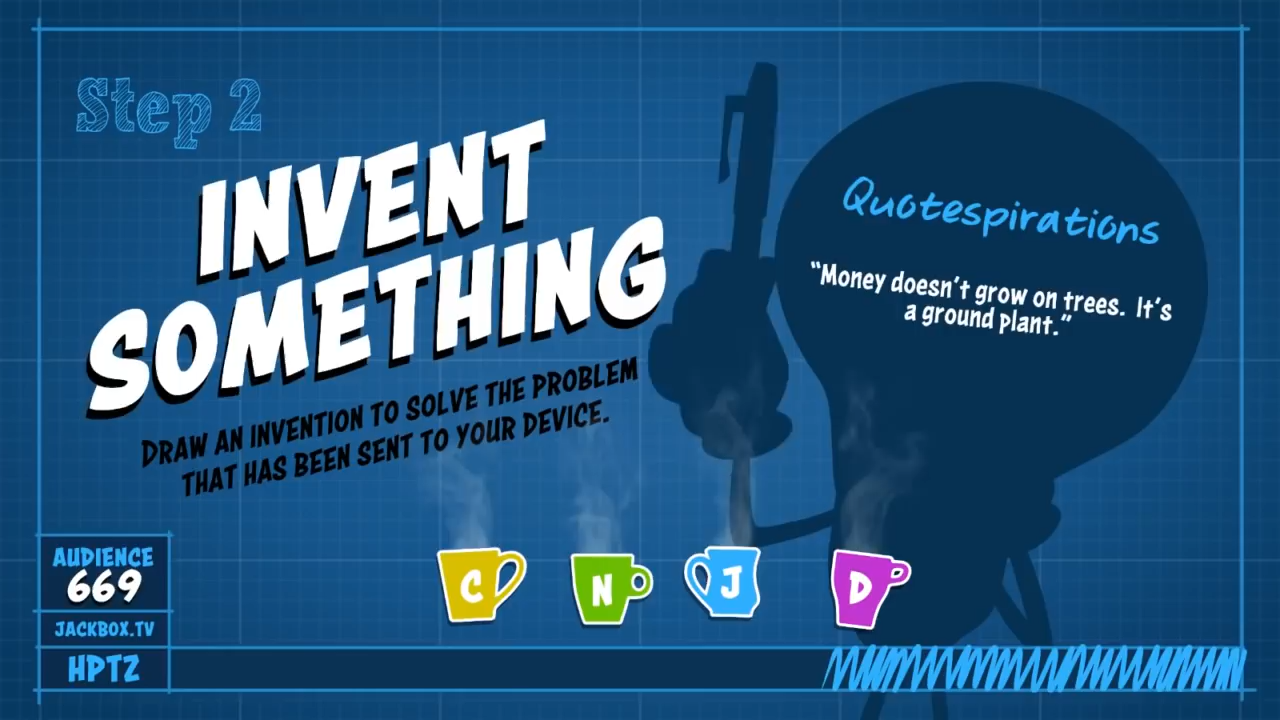 Step 2
INVENT
SOMETHING
DRAW AN INVENTION TO SOLVE THE PROBLEM
THAT HAS BEEN SENT TO YOUR DEVICE.
Quotespirations
“Money doesn’t grow on trees. It’s
a ground plant.”
C N J D
AUDIENCE
669
JACKBOX.TV
HPTZ